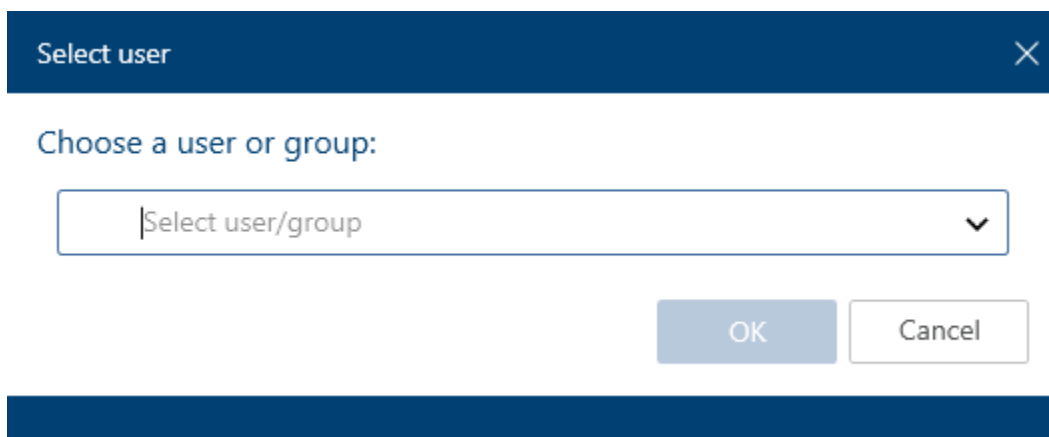 Select user
Choose a user or group:
Select user/group
OK
Cancel